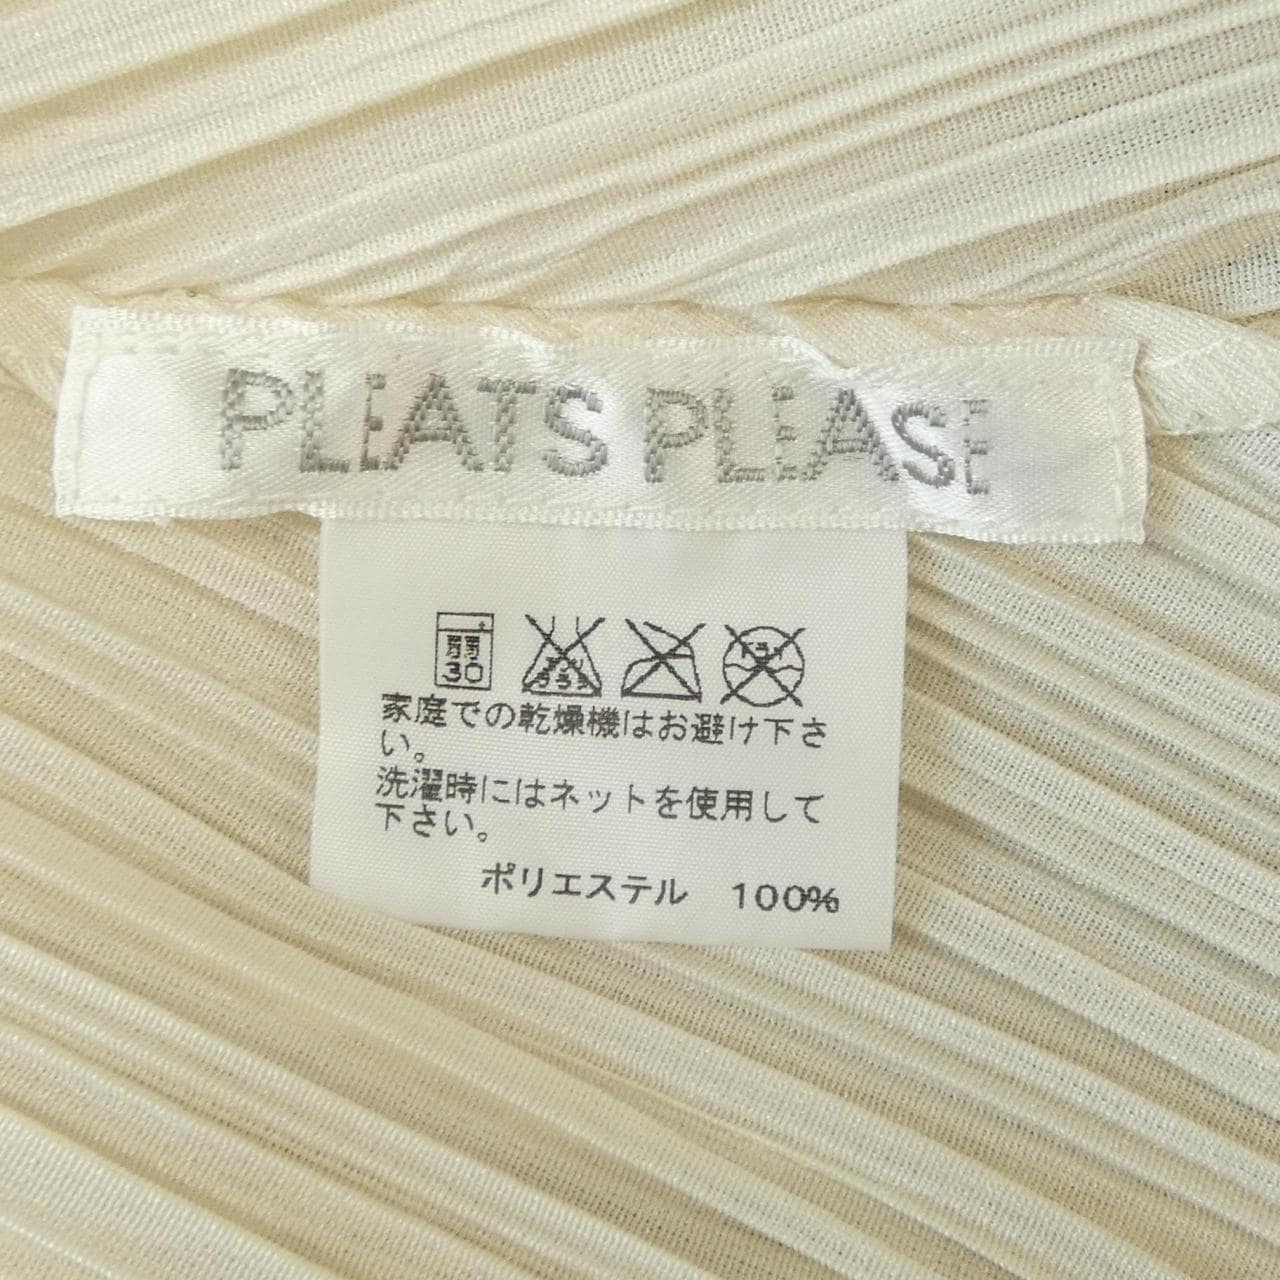 PLEATS PLEASE
弱
30
家庭での乾燥機はお避け下さ
い。
洗濯時にはネットを使用して
下さい。
ポリエステル 100%